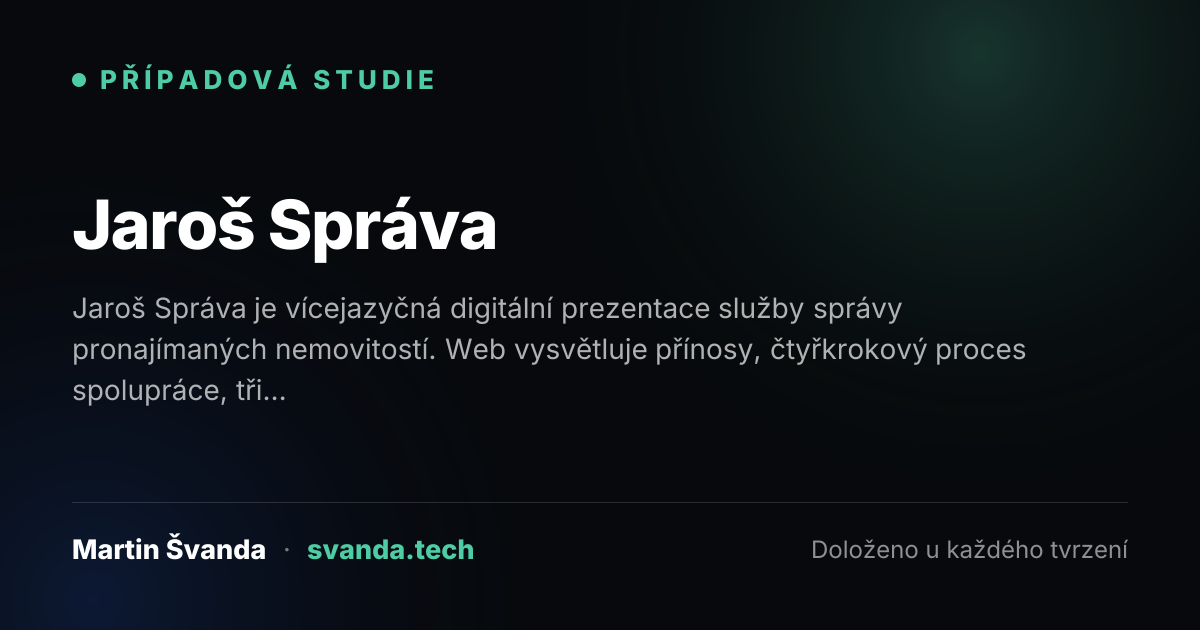 PŘÍPADOVÁ STUDIE
Jaroš Správa
Jaroš Správa je vícejazyčná digitální prezentace služby správy
pronajímaných nemovitostí. Web vysvětluje přínosy, čtyřkrokový proces
spolupráce, tři…
Martin Švanda · svanda.tech
Doloženo u každého tvrzení